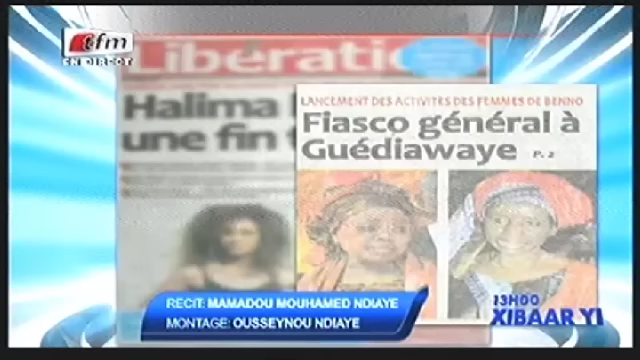 tfm
EN DIRECT
Libération
Halima
une fin
LANCEMENT DES ACTIVITES DES FEMMES DE BENNO
Fiasco général à
Guédiawaye P. 2
RECIT: MAMADOU MOUHAMED NDIAYE
MONTAGE: OUSSEYNOU NDIAYE
13H00
XIBAAR YI